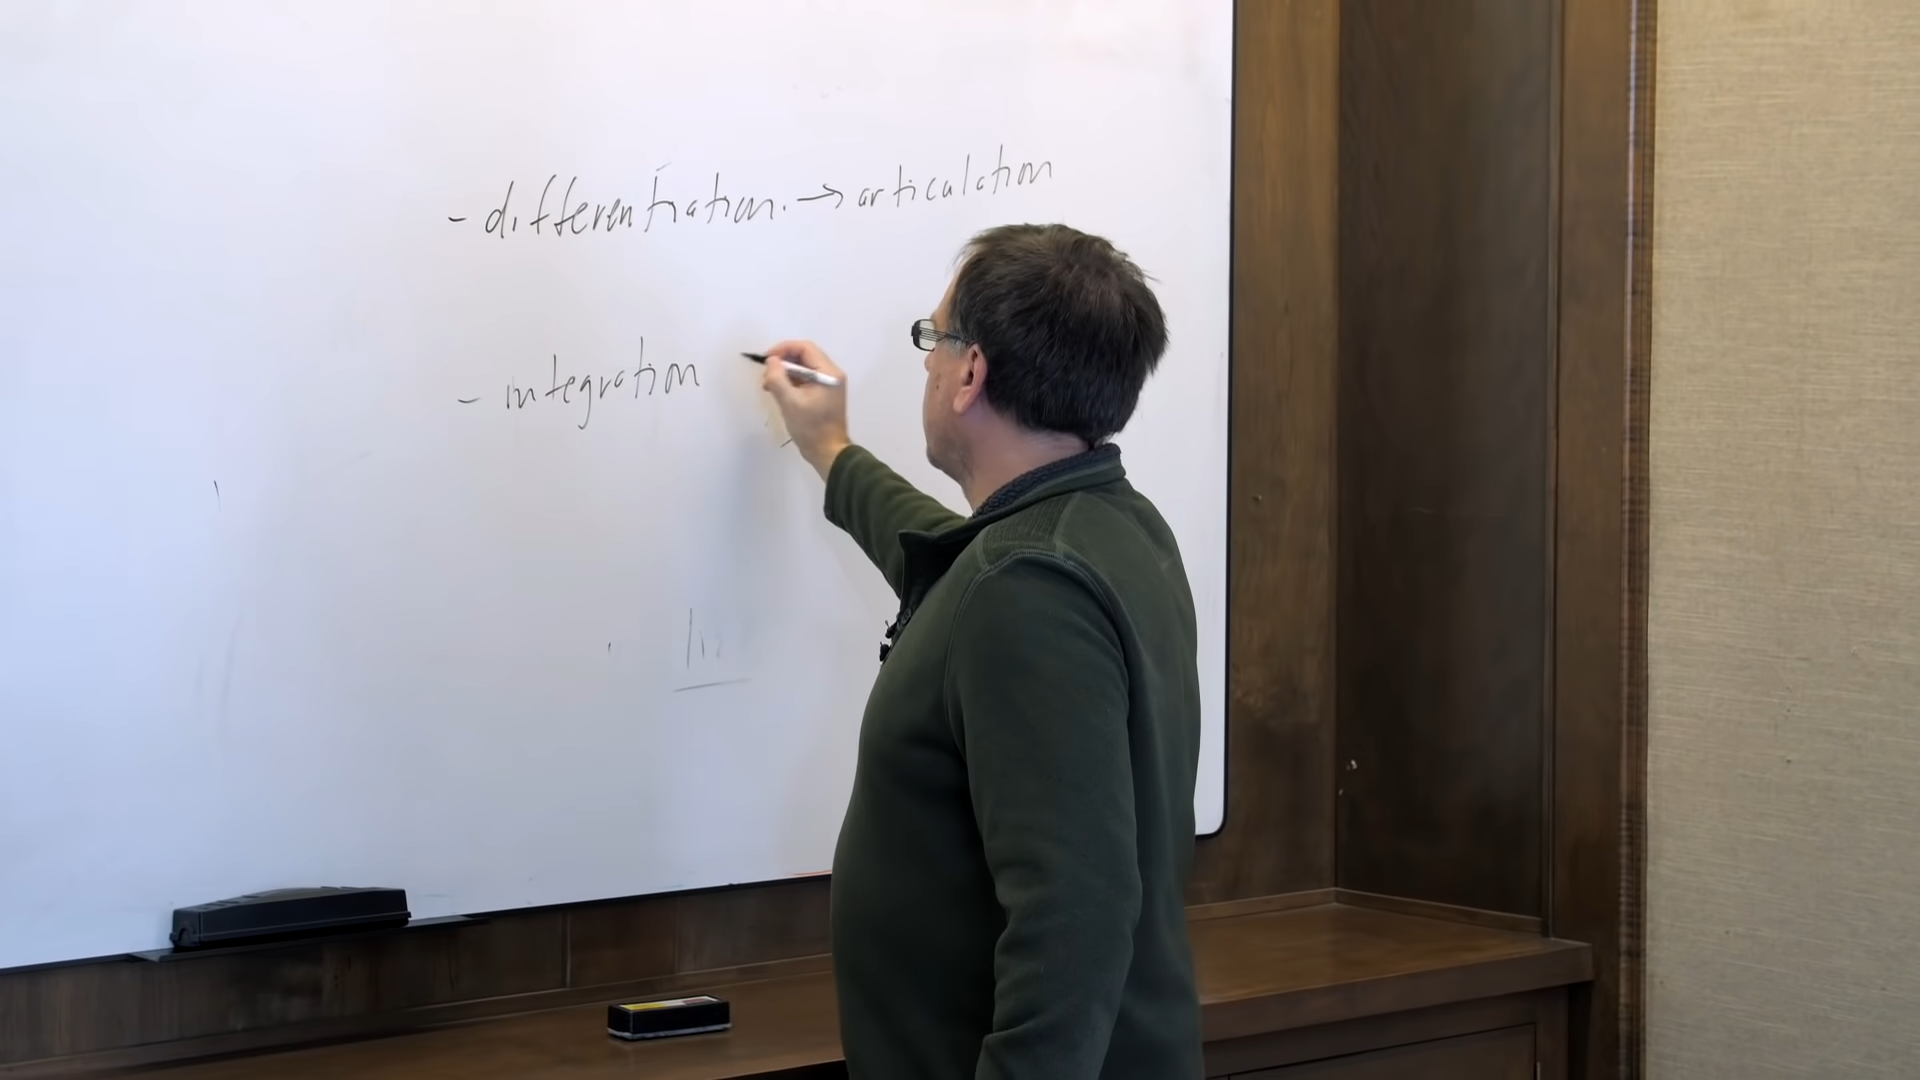 - differentiation. → articulation
- integration